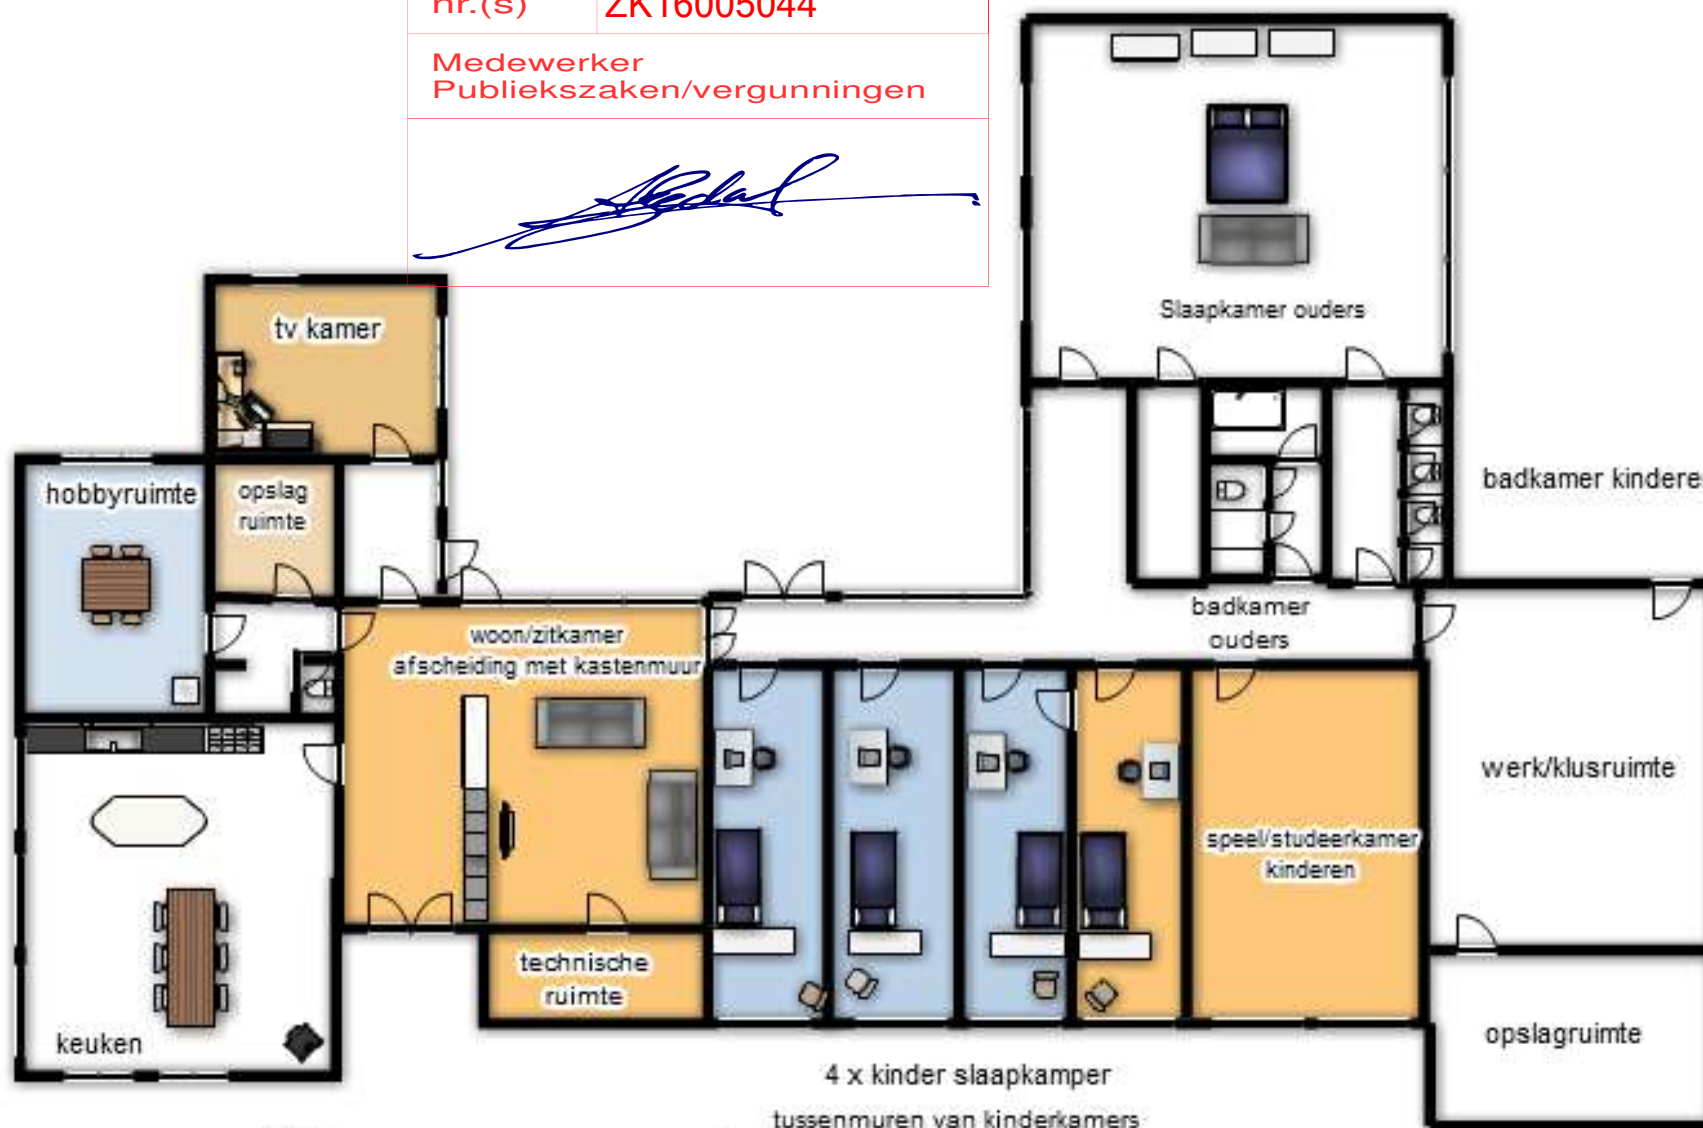 nr.(s) ZK16005044
Medewerker
Publiekszaken/vergunningen
Slaapkamer ouders
tv kamer
hobbyruimte
opslag
ruimte
badkamer kindere
badkamer
ouders
woon/zitkamer
afscheiding met kastenmuur
werk/klusruimte
speel/studeerkamer
kinderen
technische
ruimte
keuken
opslagruimte
4 x kinder slaapkamper
tussenmuren van kinderkamers